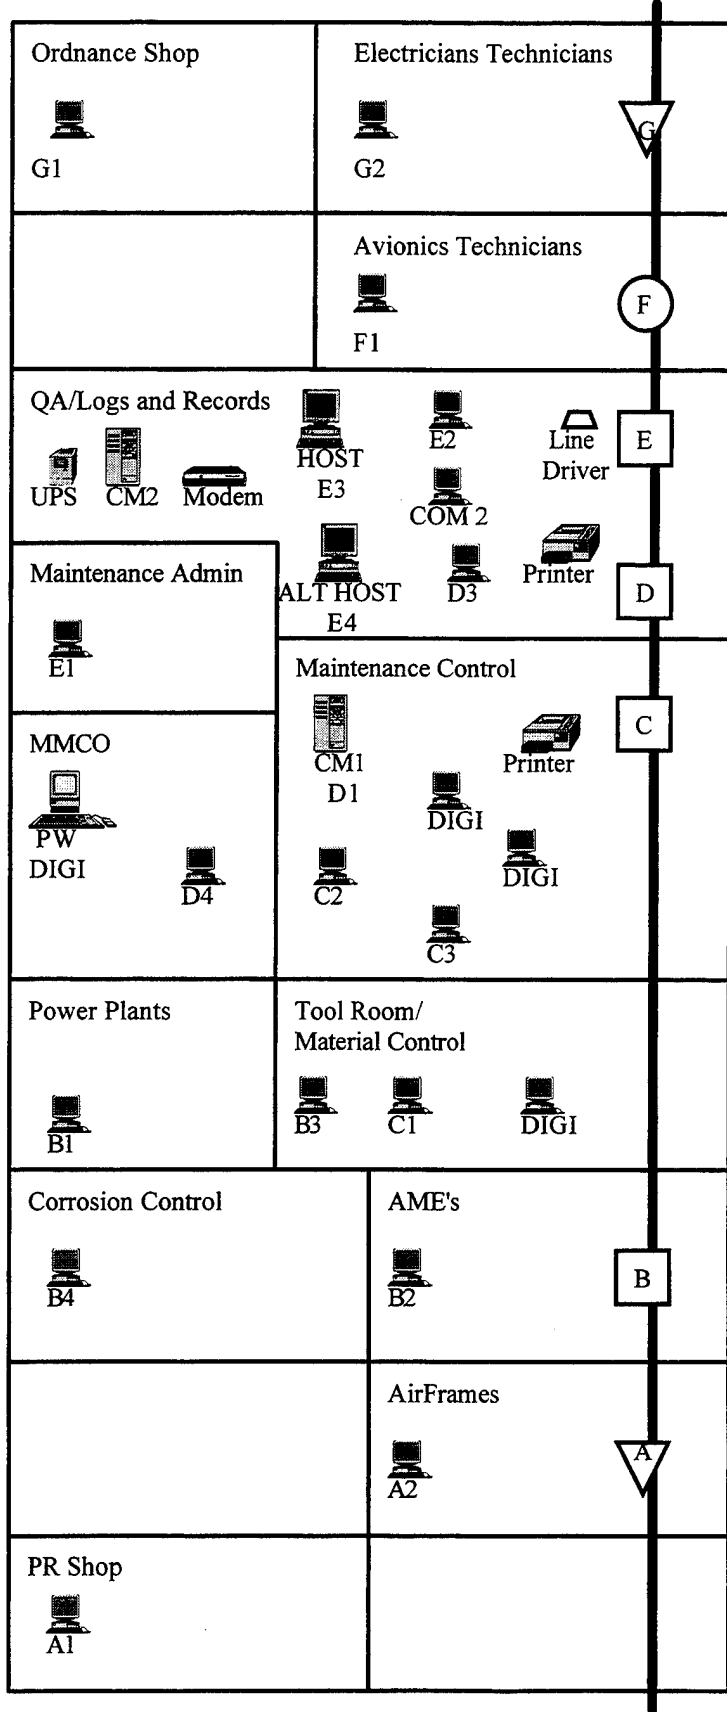 Ordnance Shop
G1
Electricians Technicians
G2
G
Avionics Technicians
F1
F
QA/Logs and Records
UPS
CM2
Modem
HOST
E3
E2
COM 2
Line
Driver
E
ALT HOST
E4
D3
Printer
D
Maintenance Admin
E1
Maintenance Control
CM1
D1
Printer
C
DIGI
DIGI
C2
C3
MMCO
PW
DIGI
D4
Power Plants
B1
Tool Room/
Material Control
B3
C1
DIGI
Corrosion Control
B4
AME's
B2
B
AirFrames
A2
A
PR Shop
A1